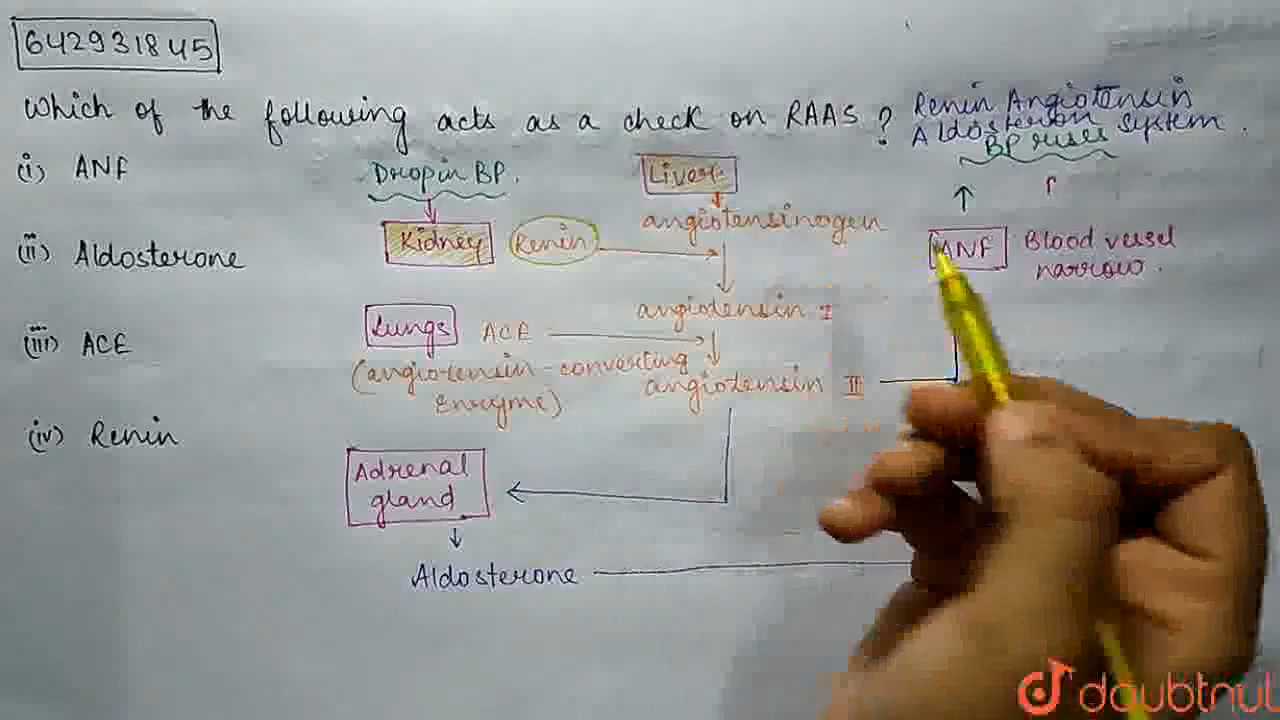 642931845
Which of the following acts as a check on RAAS ? Renin Angiotensin
Aldosteron System.
(i) ANF
(ii) Aldosterone
(iii) ACE
(iv) Renin
Drop in BP.
Kidney
Renin
Liver
angiotensinogen
angiotensin I
Lungs
ACE
(angiotensin-converting
Enzyme)
angiotensin II
Adrenal
gland
Aldosterone
BP rises
ANF
Blood vessel
narrow.
doubtnut